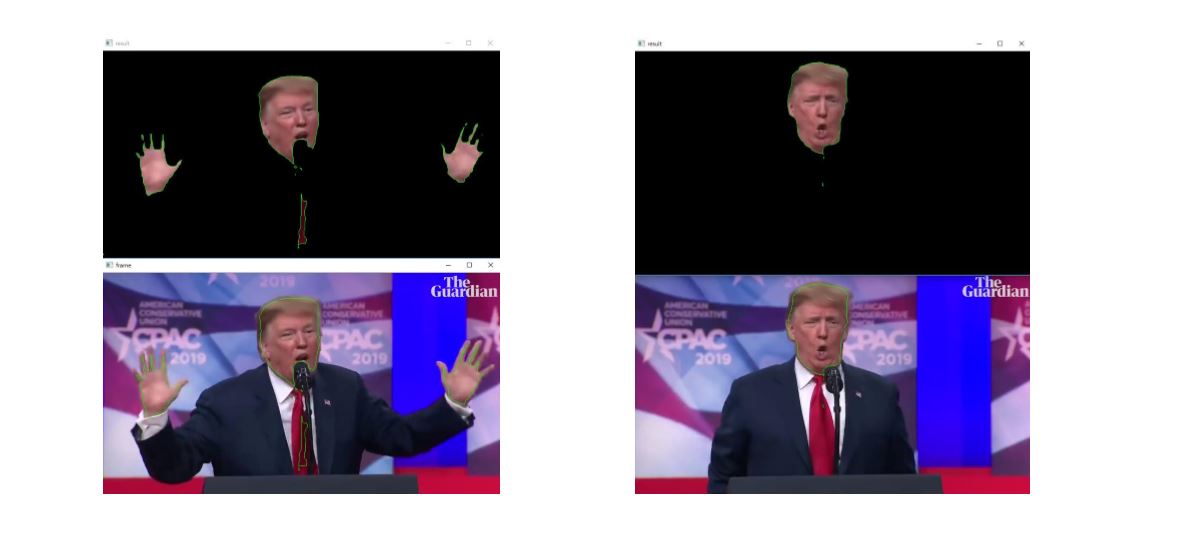 result
result
frame
2019
The
Guardian
AMERICAN
CONSERVATIVE
UNION
CPAC
2019
AMERICAN
CONSERVATIVE
UNION
CPAC
2019
The
Guardian
AMERICAN
CONSERVATIVE
UNION
CPAC
2019
AMERICAN
CONSERVATIVE
UNION
CPAC
2019